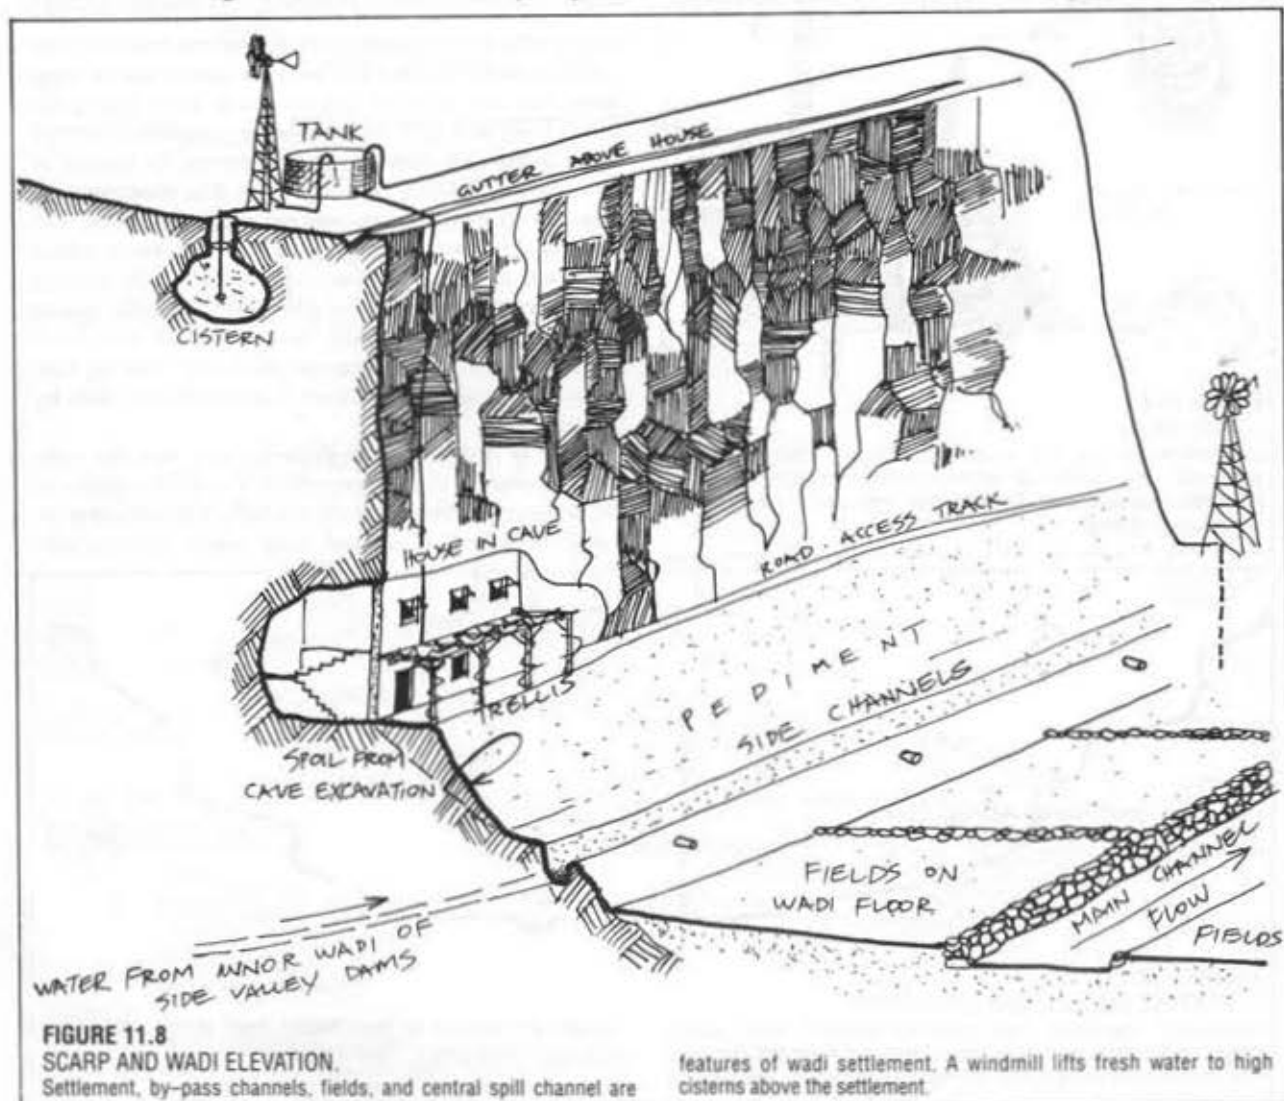 TANK
GUTTER ABOVE HOUSE
CISTERN
HOUSE IN CAVE
ROAD - ACCESS TRACK
TRELLIS
PEDIMENT
SIDE CHANNELS
SPOIL FROM
CAVE EXCAVATION
FIELDS ON
WADI FLOOR
MAIN CHANNEL
FLOW
FIELDS
WATER FROM MINOR WADI OF
SIDE VALLEY DAMS
FIGURE 11.8
SCARP AND WADI ELEVATION.
Settlement, by-pass channels, fields, and central spill channel are
features of wadi settlement. A windmill lifts fresh water to high
cisterns above the settlement.